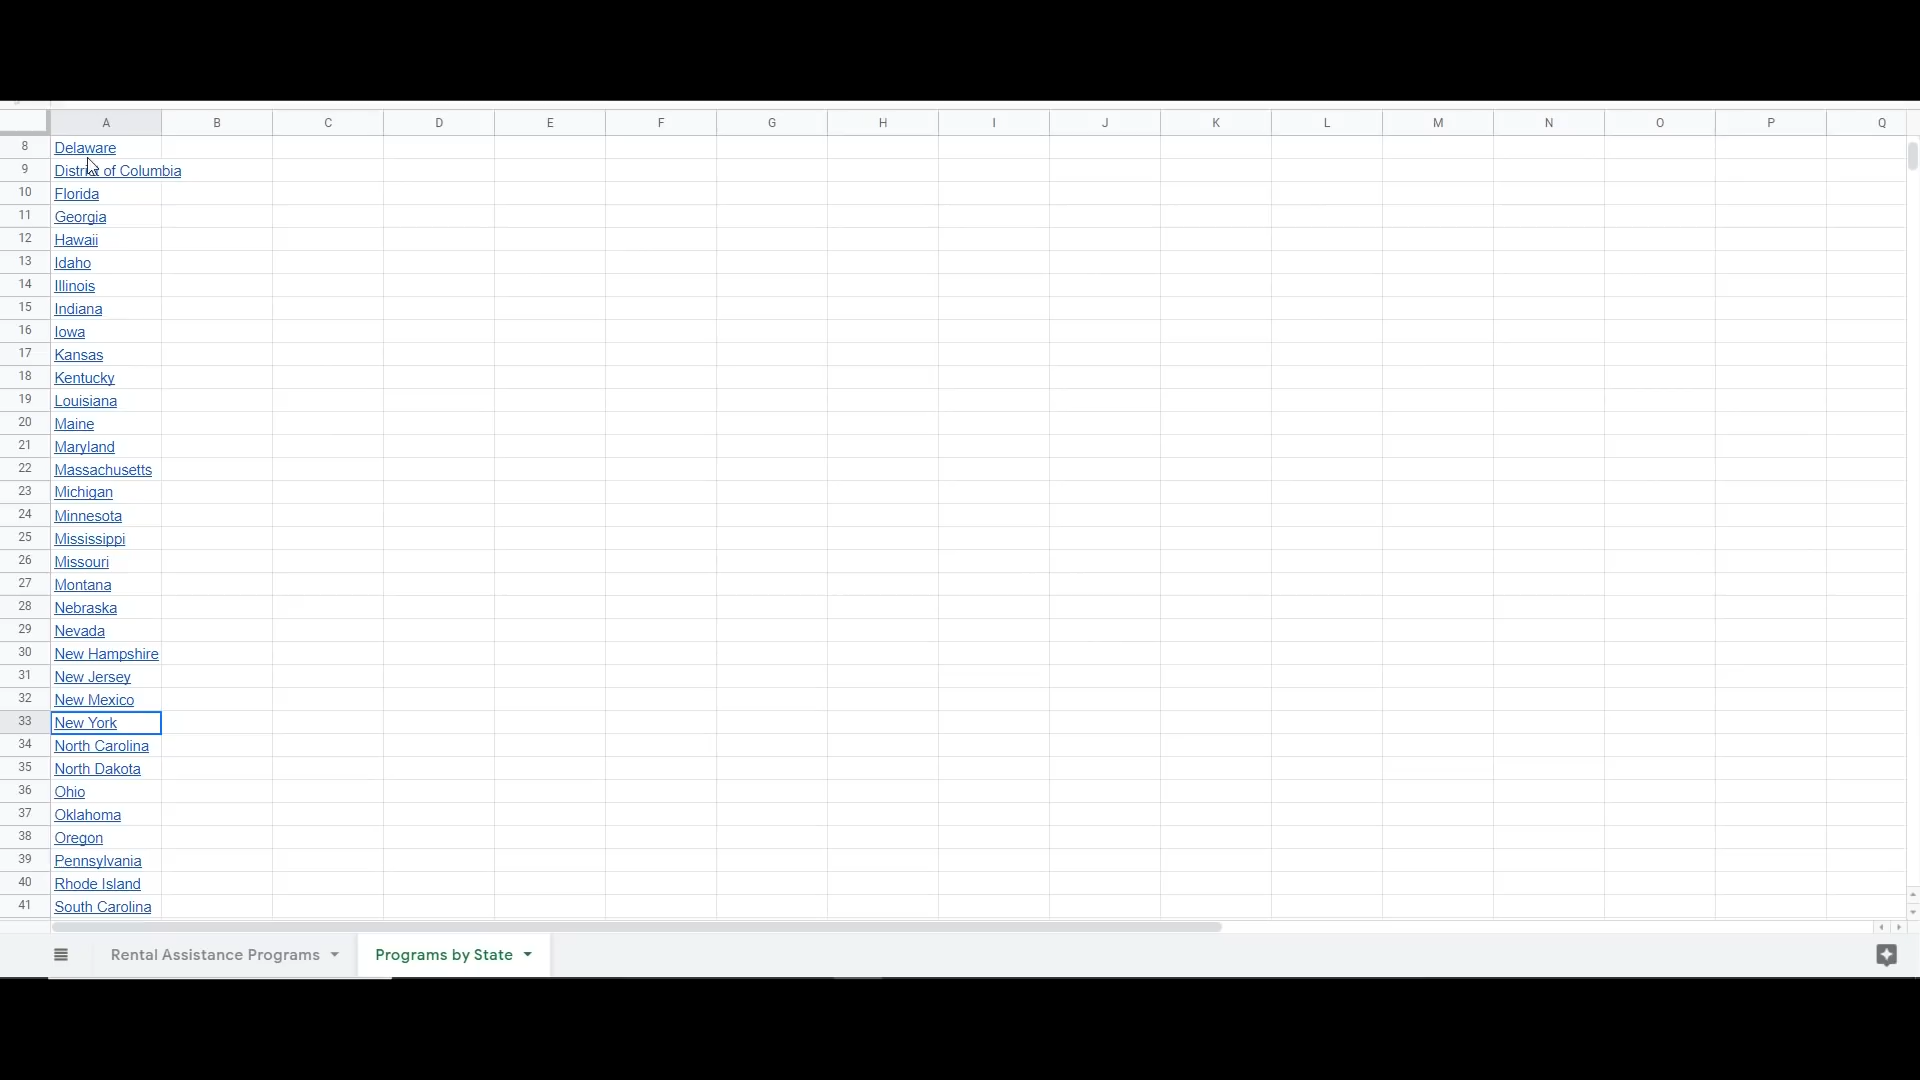 A B C D E F G H I J K L M N O P Q
8 Delaware
9 District of Columbia
10 Florida
11 Georgia
12 Hawaii
13 Idaho
14 Illinois
15 Indiana
16 Iowa
17 Kansas
18 Kentucky
19 Louisiana
20 Maine
21 Maryland
22 Massachusetts
23 Michigan
24 Minnesota
25 Mississippi
26 Missouri
27 Montana
28 Nebraska
29 Nevada
30 New Hampshire
31 New Jersey
32 New Mexico
33 New York
34 North Carolina
35 North Dakota
36 Ohio
37 Oklahoma
38 Oregon
39 Pennsylvania
40 Rhode Island
41 South Carolina
Rental Assistance Programs Programs by State